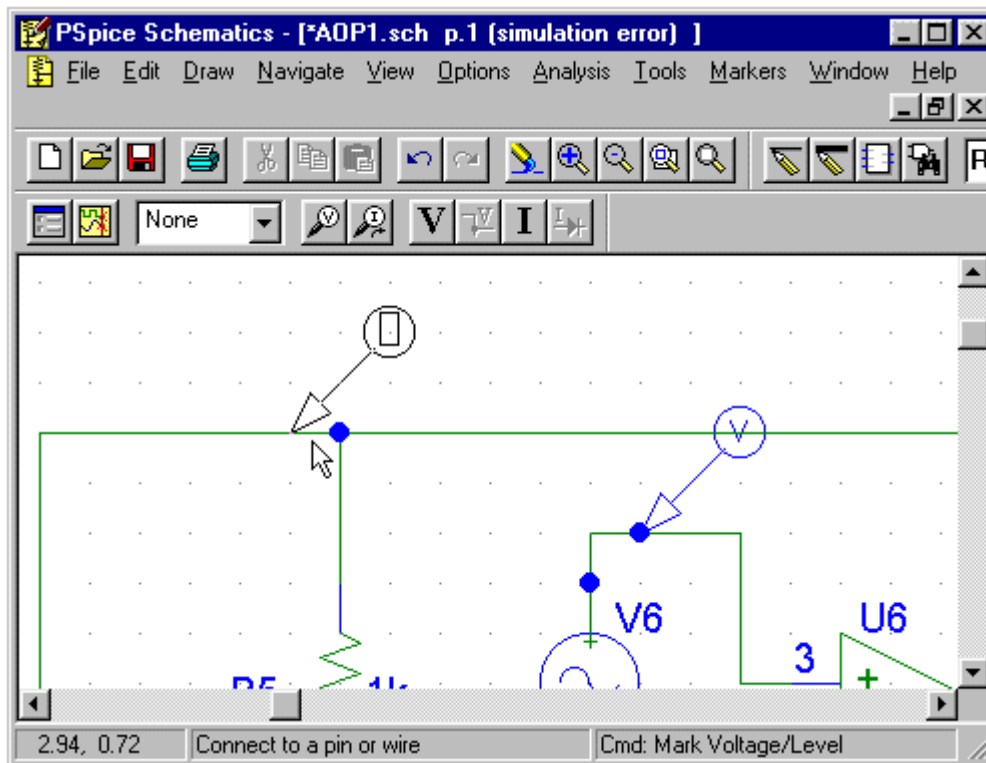 PSpice Schematics - [*AOP1.sch p.1 (simulation error) ]
File Edit Draw Navigate View Options Analysis Tools Markers Window Help
None V I V V I I
V
V6
U6
3
+
R5 1k
2.94, 0.72 Connect to a pin or wire Cmd: Mark Voltage/Level